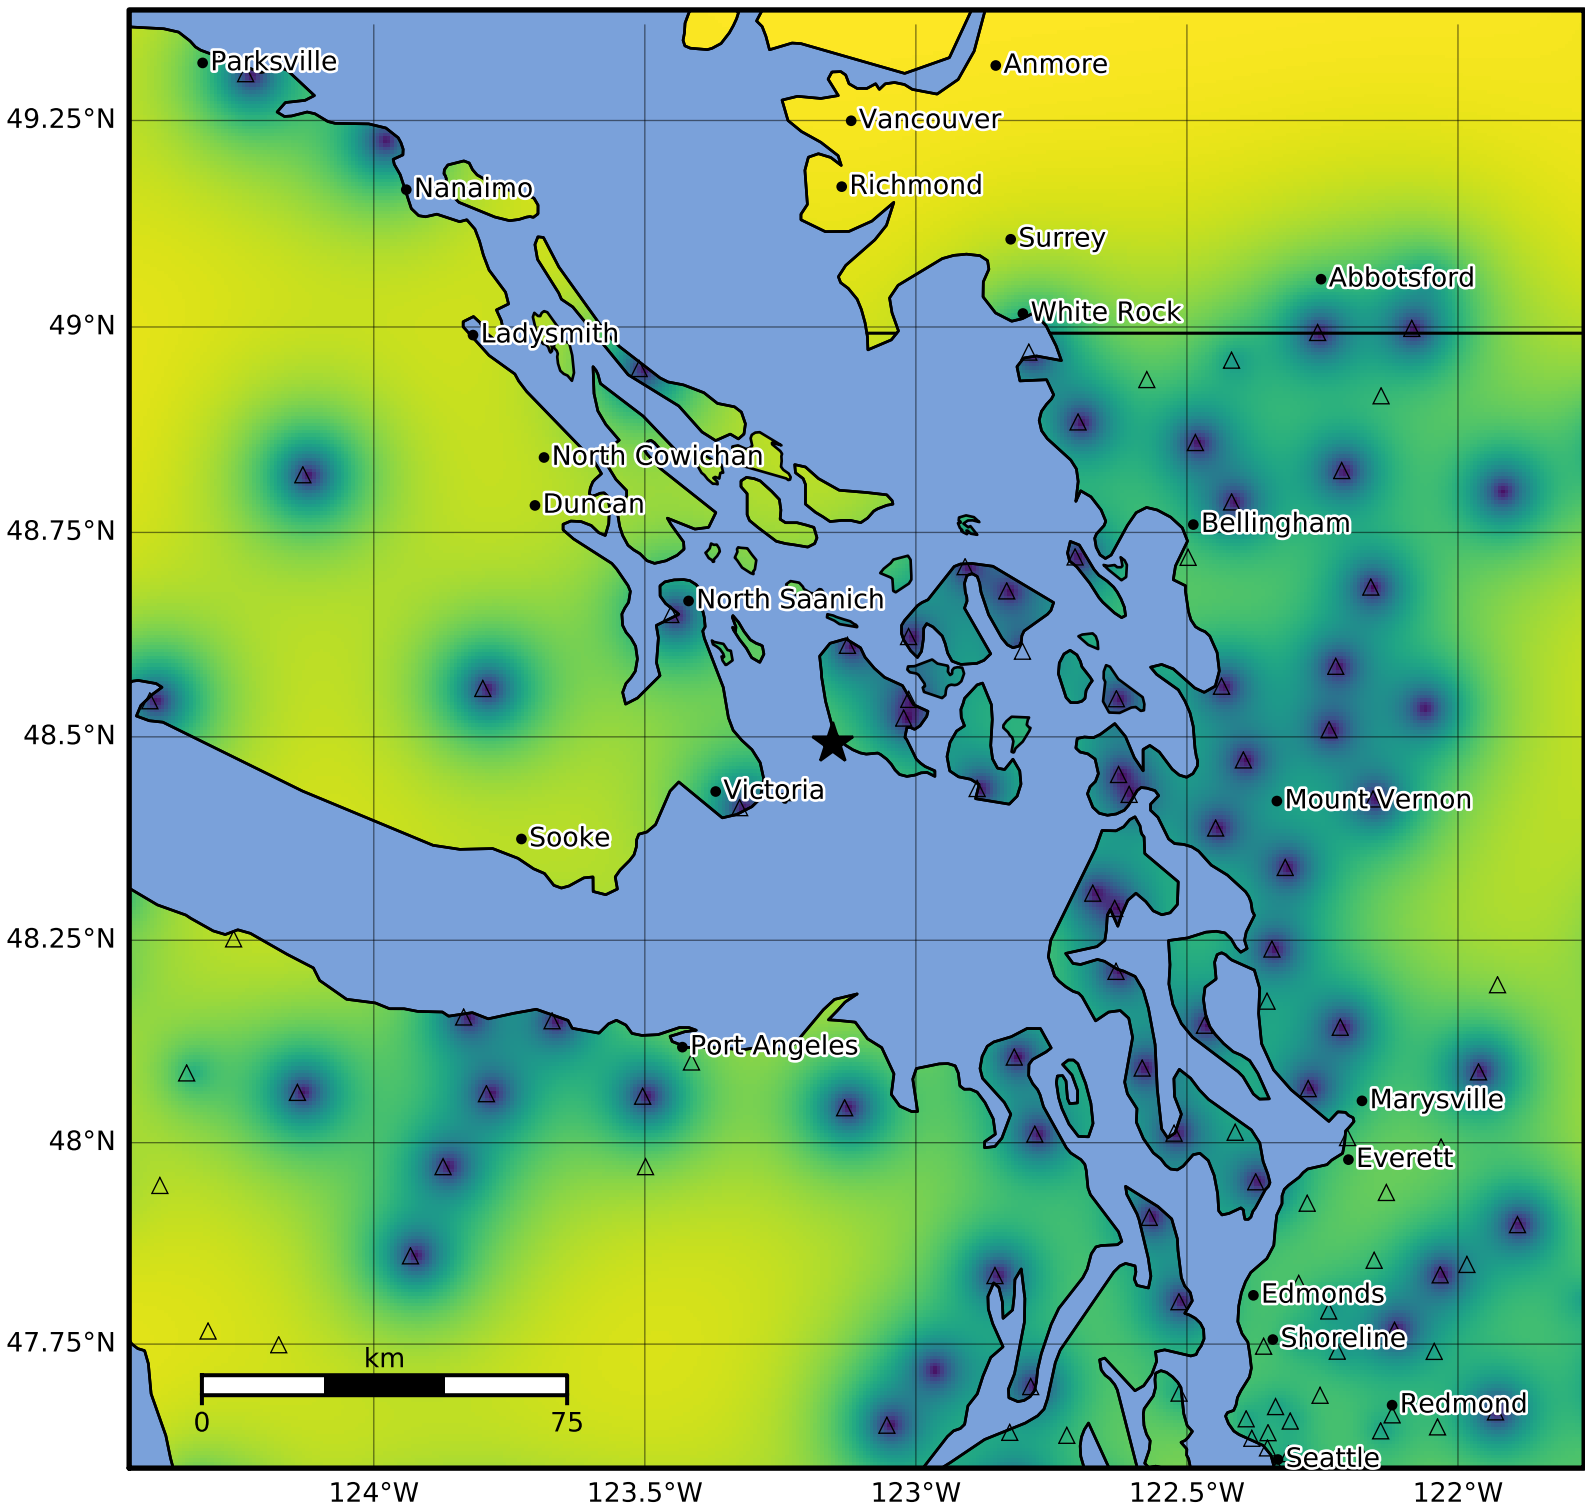 Parksville
Anmore
49.25°N
Vancouver
Nanaimo
Richmond
Surrey
Abbotsford
White Rock
49°N
Ladysmith
North Cowichan
Duncan
Bellingham
48.75°N
North Saanich
48.5°N
Victoria
Mount Vernon
Sooke
48.25°N
Port Angeles
Marysville
48°N
Everett
Edmonds
Shoreline
47.75°N
km
0
75
Redmond
Seattle
124°W
123.5°W
123°W
122.5°W
122°W